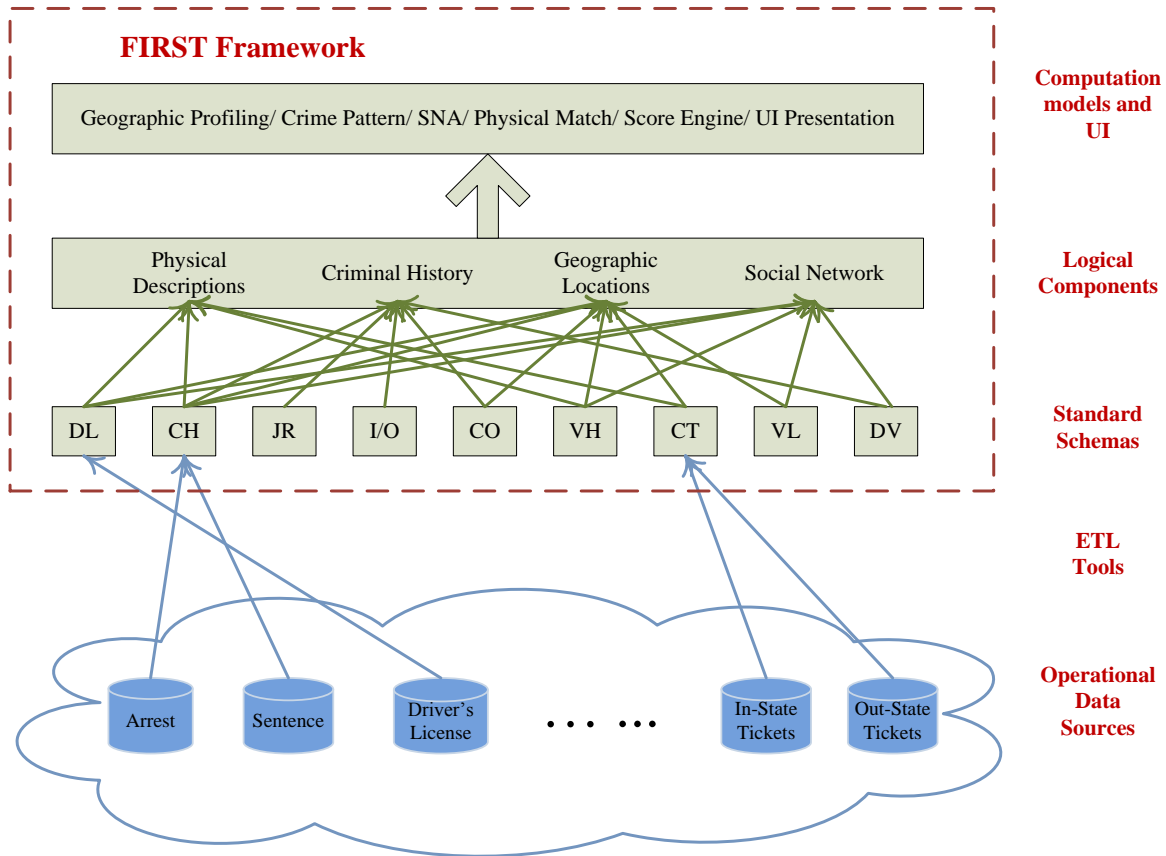 FIRST Framework
Geographic Profiling/ Crime Pattern/ SNA/ Physical Match/ Score Engine/ UI Presentation
Computation
models and
UI
Physical
Descriptions
Criminal History
Geographic
Locations
Social Network
Logical
Components
DL
CH
JR
I/O
CO
VH
CT
VL
DV
Standard
Schemas
ETL
Tools
Arrest
Sentence
Driver's
License
... ...
In-State
Tickets
Out-State
Tickets
Operational
Data
Sources